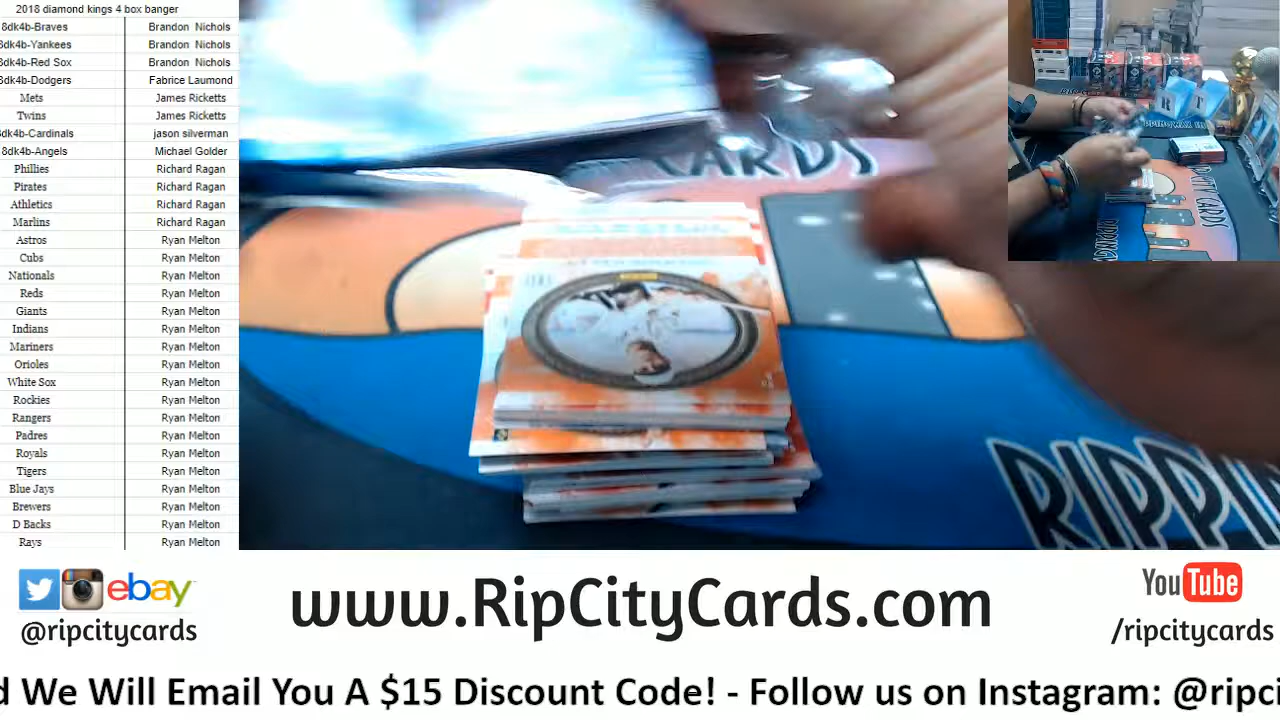 2018 diamond kings 4 box banger
8dk4b-Braves Brandon Nichols
8dk4b-Yankees Brandon Nichols
8dk4b-Red Sox Brandon Nichols
8dk4b-Dodgers Fabrice Laumond
Mets James Ricketts
Twins James Ricketts
8dk4b-Cardinals jason silverman
8dk4b-Angels Michael Golder
Phillies Richard Ragan
Pirates Richard Ragan
Athletics Richard Ragan
Marlins Richard Ragan
Astros Ryan Melton
Cubs Ryan Melton
Nationals Ryan Melton
Reds Ryan Melton
Giants Ryan Melton
Indians Ryan Melton
Mariners Ryan Melton
Orioles Ryan Melton
White Sox Ryan Melton
Rockies Ryan Melton
Rangers Ryan Melton
Padres Ryan Melton
Royals Ryan Melton
Tigers Ryan Melton
Blue Jays Ryan Melton
Brewers Ryan Melton
D Backs Ryan Melton
Rays Ryan Melton
CARDS
RIPPIN
CARDS
RIPPING
ebay
@ripcitycards
www.RipCityCards.com
YouTube
/ripcitycards
d We Will Email You A $15 Discount Code! - Follow us on Instagram: @ripci